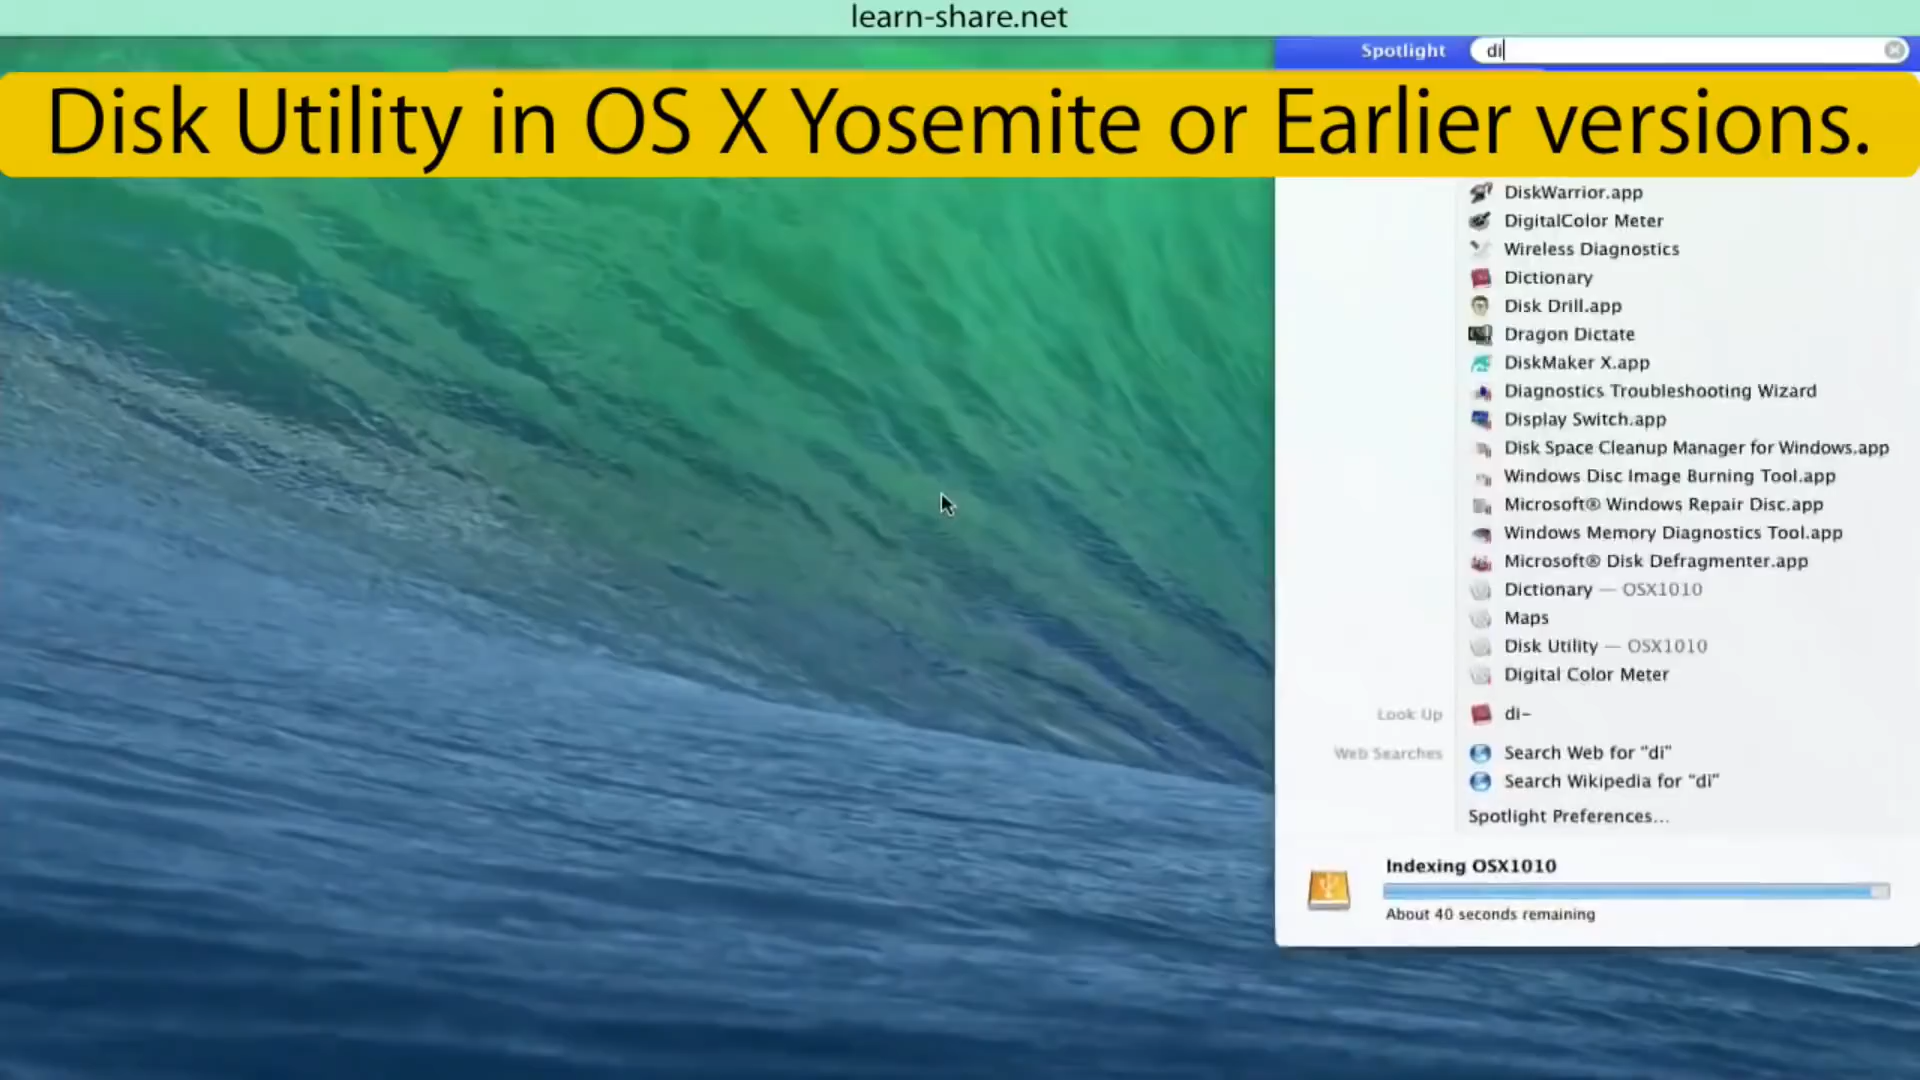 learn-share.net
Spotlight
di
Disk Utility in OS X Yosemite or Earlier versions.
DiskWarrior.app
DigitalColor Meter
Wireless Diagnostics
Dictionary
Disk Drill.app
Dragon Dictate
DiskMaker X.app
Diagnostics Troubleshooting Wizard
Display Switch.app
Disk Space Cleanup Manager for Windows.app
Windows Disc Image Burning Tool.app
Microsoft® Windows Repair Disc.app
Windows Memory Diagnostics Tool.app
Microsoft® Disk Defragmenter.app
Dictionary — OSX1010
Maps
Disk Utility — OSX1010
Digital Color Meter
Look Up di-
Web Searches Search Web for "di"
Search Wikipedia for "di"
Spotlight Preferences...
Indexing OSX1010
About 40 seconds remaining